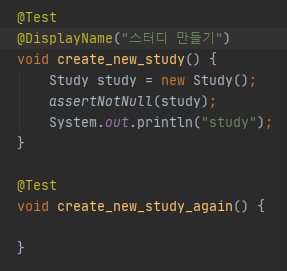 @Test
@DisplayName("스터디 만들기")
void create_new_study() {
    Study study = new Study();
    assertNotNull(study);
    System.out.println("study");
}

@Test
void create_new_study_again() {

}